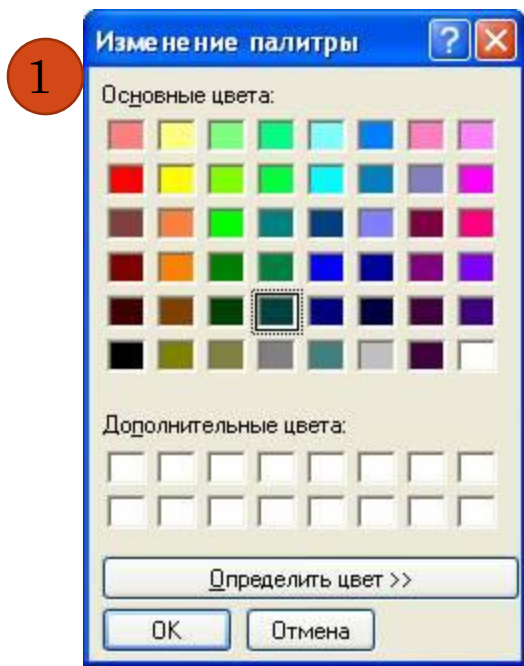 Изменение палитры
1
Основные цвета:
Дополнительные цвета:
Определить цвет >>
OK
Отмена